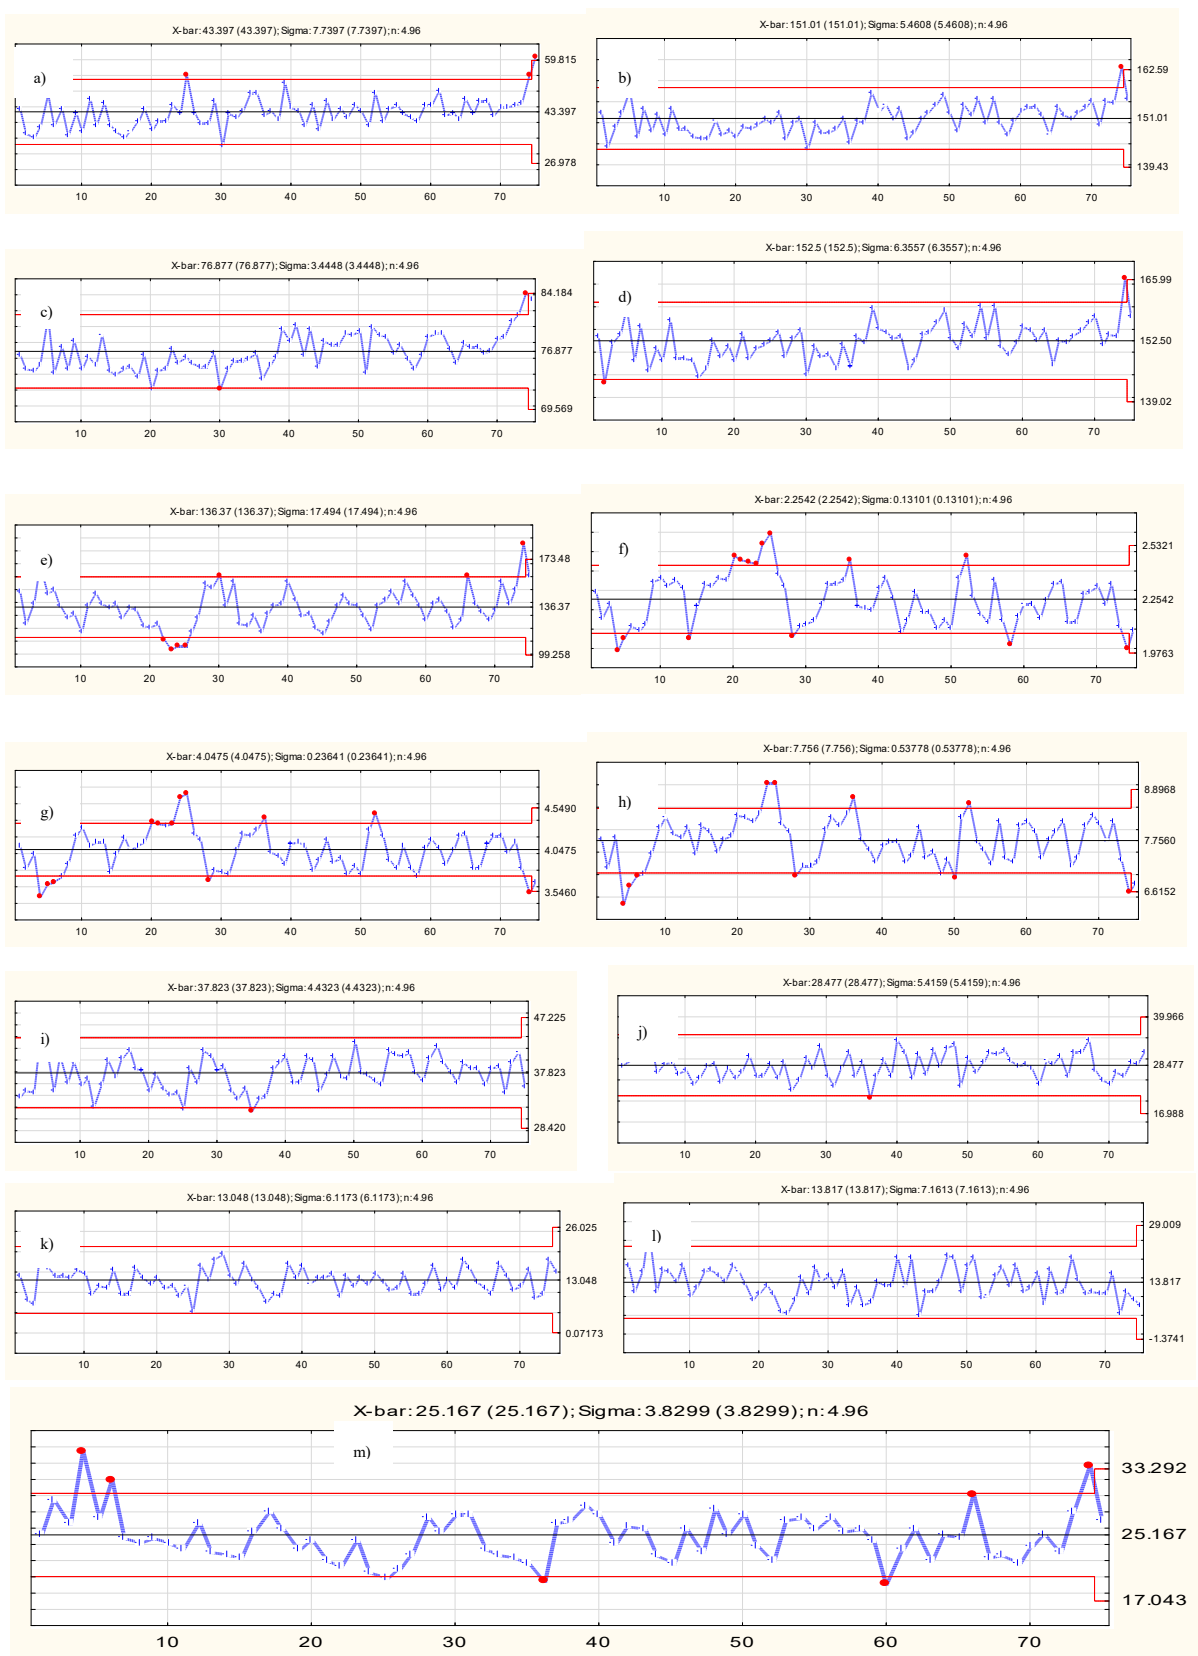 X-bar: 43.397 (43.397); Sigma: 7.7397 (7.7397); n: 4.96
a)
59.815
43.397
26.978
10 20 30 40 50 60 70
X-bar: 151.01 (151.01); Sigma: 5.4608 (5.4608); n: 4.96
b)
162.59
151.01
139.43
10 20 30 40 50 60 70
X-bar: 76.877 (76.877); Sigma: 3.4448 (3.4448); n: 4.96
c)
84.184
76.877
69.569
10 20 30 40 50 60 70
X-bar: 152.5 (152.5); Sigma: 6.3557 (6.3557); n: 4.96
d)
165.99
152.50
139.02
10 20 30 40 50 60 70
X-bar: 136.37 (136.37); Sigma: 17.494 (17.494); n: 4.96
e)
173.48
136.37
99.258
10 20 30 40 50 60 70
X-bar: 2.2542 (2.2542); Sigma: 0.13101 (0.13101); n: 4.96
f)
2.5321
2.2542
1.9763
10 20 30 40 50 60 70
X-bar: 4.0475 (4.0475); Sigma: 0.23641 (0.23641); n: 4.96
g)
4.5490
4.0475
3.5460
10 20 30 40 50 60 70
X-bar: 7.756 (7.756); Sigma: 0.53778 (0.53778); n: 4.96
h)
8.8968
7.7560
6.6152
10 20 30 40 50 60 70
X-bar: 37.823 (37.823); Sigma: 4.4323 (4.4323); n: 4.96
i)
47.225
37.823
28.420
10 20 30 40 50 60 70
X-bar: 28.477 (28.477); Sigma: 5.4159 (5.4159); n: 4.96
j)
39.966
28.477
16.988
10 20 30 40 50 60 70
X-bar: 13.048 (13.048); Sigma: 6.1173 (6.1173); n: 4.96
k)
26.025
13.048
0.07173
10 20 30 40 50 60 70
X-bar: 13.817 (13.817); Sigma: 7.1613 (7.1613); n: 4.96
l)
29.009
13.817
-1.3741
10 20 30 40 50 60 70
X-bar: 25.167 (25.167); Sigma: 3.8299 (3.8299); n: 4.96
m)
33.292
25.167
17.043
10 20 30 40 50 60 70